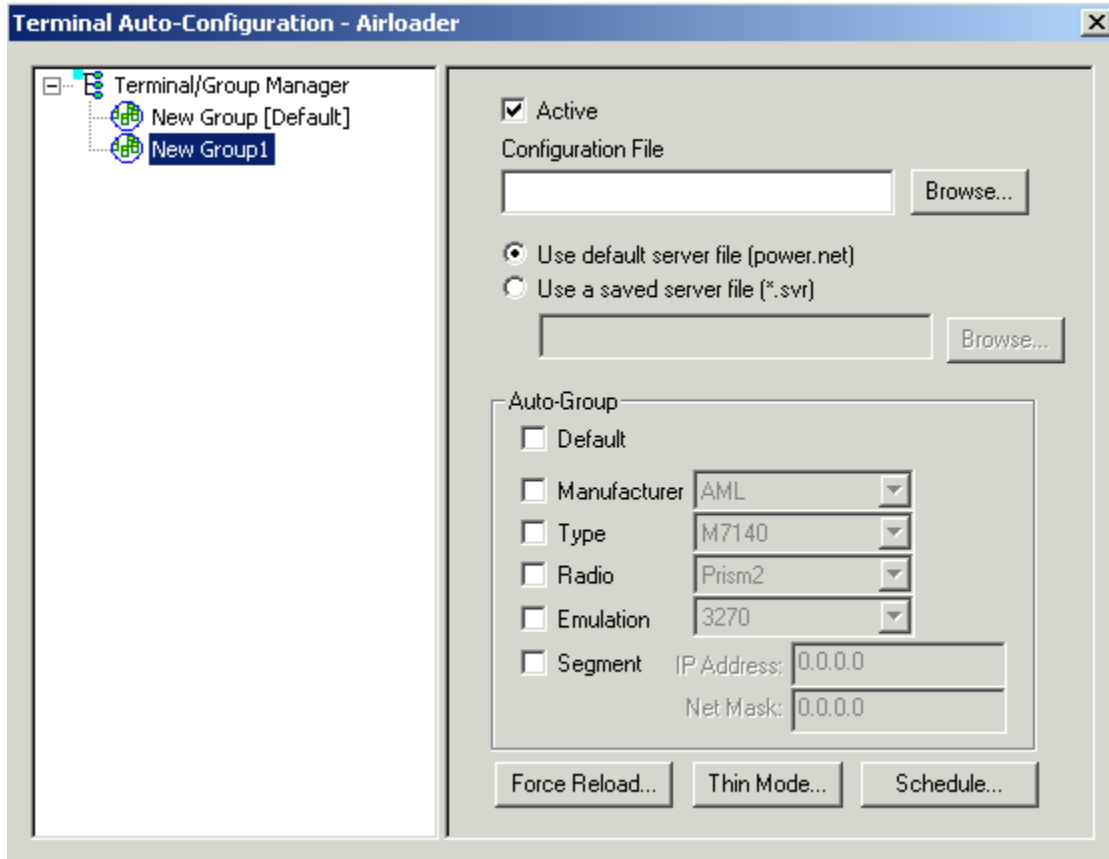 Terminal Auto-Configuration - Airloader
Terminal/Group Manager
New Group [Default]
New Group1
Active
Configuration File
Browse...
Use default server file (power.net)
Use a saved server file (*.svr)
Browse...
Auto-Group
Default
Manufacturer AML
Type M7140
Radio Prism2
Emulation 3270
Segment IP Address: 0.0.0.0
Net Mask: 0.0.0.0
Force Reload... Thin Mode... Schedule...